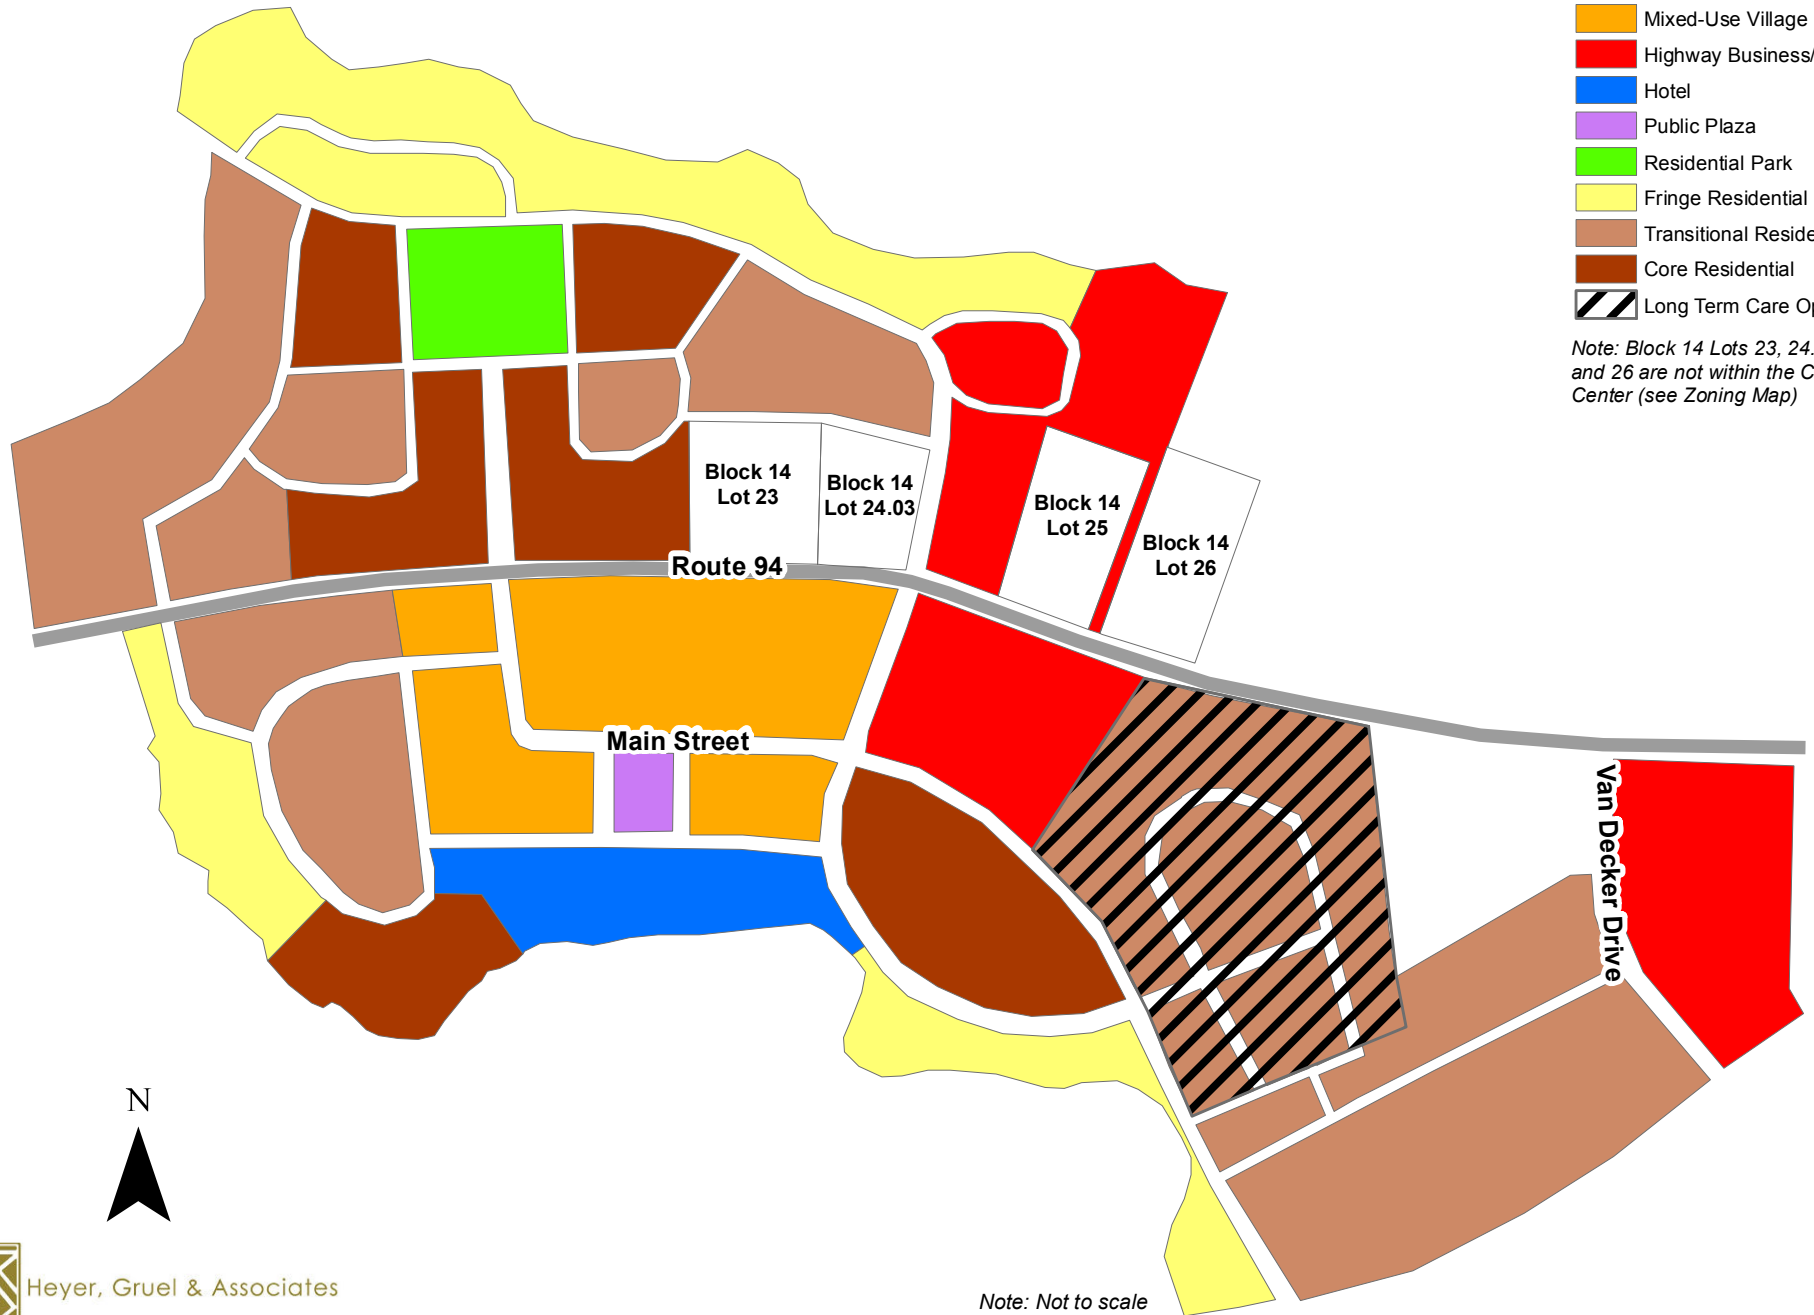 Mixed-Use Village
Highway Business/
Hotel
Public Plaza
Residential Park
Fringe Residential
Transitional Reside
Core Residential
Long Term Care Op
Note: Block 14 Lots 23, 24.
and 26 are not within the C
Center (see Zoning Map)
Block 14
Lot 23
Block 14
Lot 24.03
Block 14
Lot 25
Block 14
Lot 26
Route 94
Main Street
Van Decker Drive
N
Heyer, Gruel & Associates
Note: Not to scale